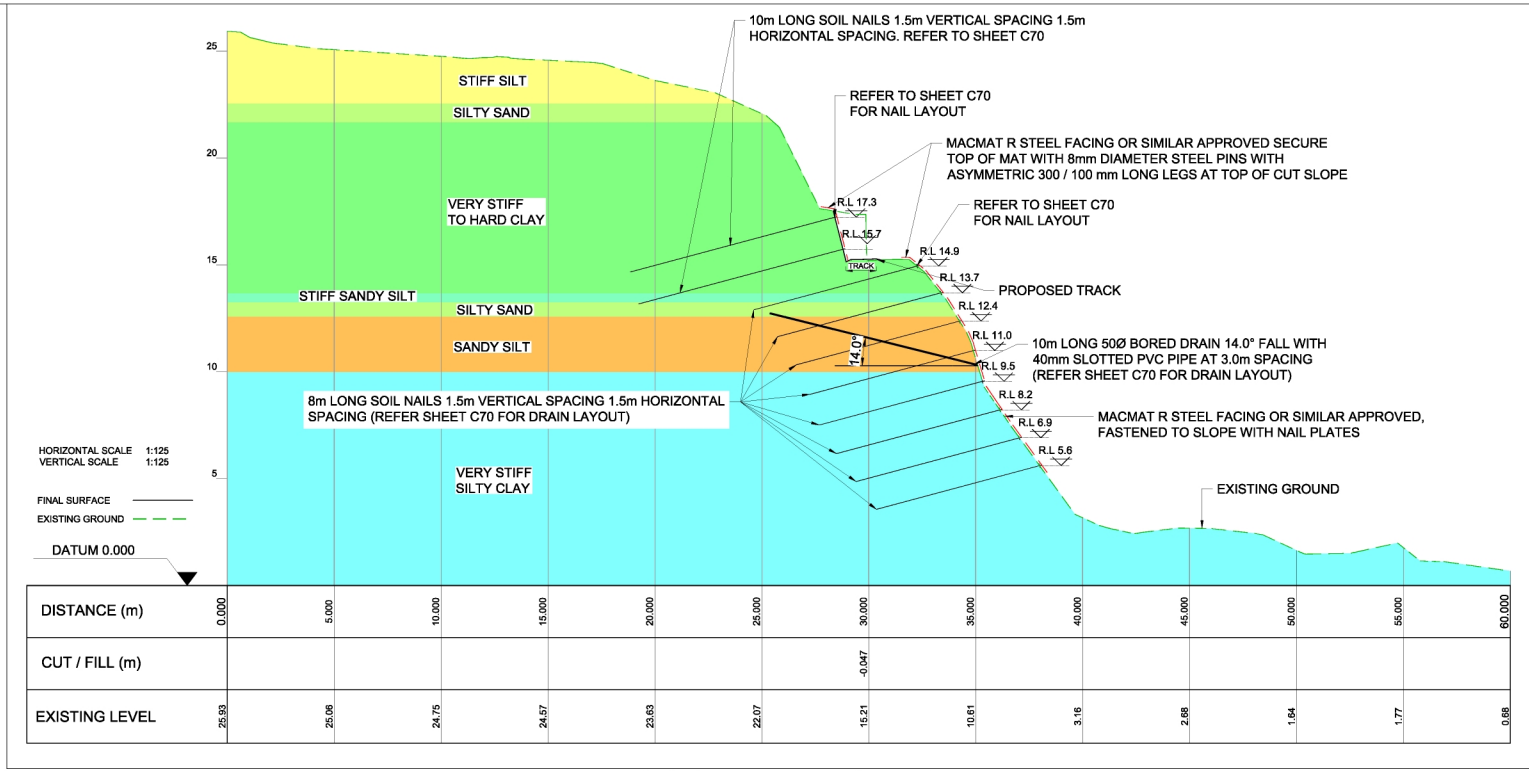 10m LONG SOIL NAILS 1.5m VERTICAL SPACING 1.5m
HORIZONTAL SPACING. REFER TO SHEET C70
25
STIFF SILT
SILTY SAND
REFER TO SHEET C70
FOR NAIL LAYOUT
MACMAT R STEEL FACING OR SIMILAR APPROVED SECURE
TOP OF MAT WITH 8mm DIAMETER STEEL PINS WITH
ASYMMETRIC 300 / 100 mm LONG LEGS AT TOP OF CUT SLOPE
20
VERY STIFF
TO HARD CLAY
R.L 17.3
REFER TO SHEET C70
FOR NAIL LAYOUT
R.L 15.7
R.L 14.9
15
TRACK
R.L 13.7
PROPOSED TRACK
STIFF SANDY SILT
SILTY SAND
R.L 12.4
SANDY SILT
14.0°
R.L 11.0
10m LONG 50Ø BORED DRAIN 14.0° FALL WITH
40mm SLOTTED PVC PIPE AT 3.0m SPACING
(REFER SHEET C70 FOR DRAIN LAYOUT)
10
R.L 9.5
8m LONG SOIL NAILS 1.5m VERTICAL SPACING 1.5m HORIZONTAL
SPACING (REFER SHEET C70 FOR DRAIN LAYOUT)
R.L 8.2
MACMAT R STEEL FACING OR SIMILAR APPROVED,
FASTENED TO SLOPE WITH NAIL PLATES
R.L 6.9
R.L 5.6
HORIZONTAL SCALE 1:125
VERTICAL SCALE 1:125
5
VERY STIFF
SILTY CLAY
FINAL SURFACE
EXISTING GROUND
EXISTING GROUND
DATUM 0.000
DISTANCE (m) 0.000 5.000 10.000 15.000 20.000 25.000 30.000 35.000 40.000 45.000 50.000 55.000 60.000
CUT / FILL (m) -0.047
EXISTING LEVEL 25.93 25.06 24.75 24.57 23.63 22.07 15.21 10.61 3.16 2.68 1.64 1.77 0.68